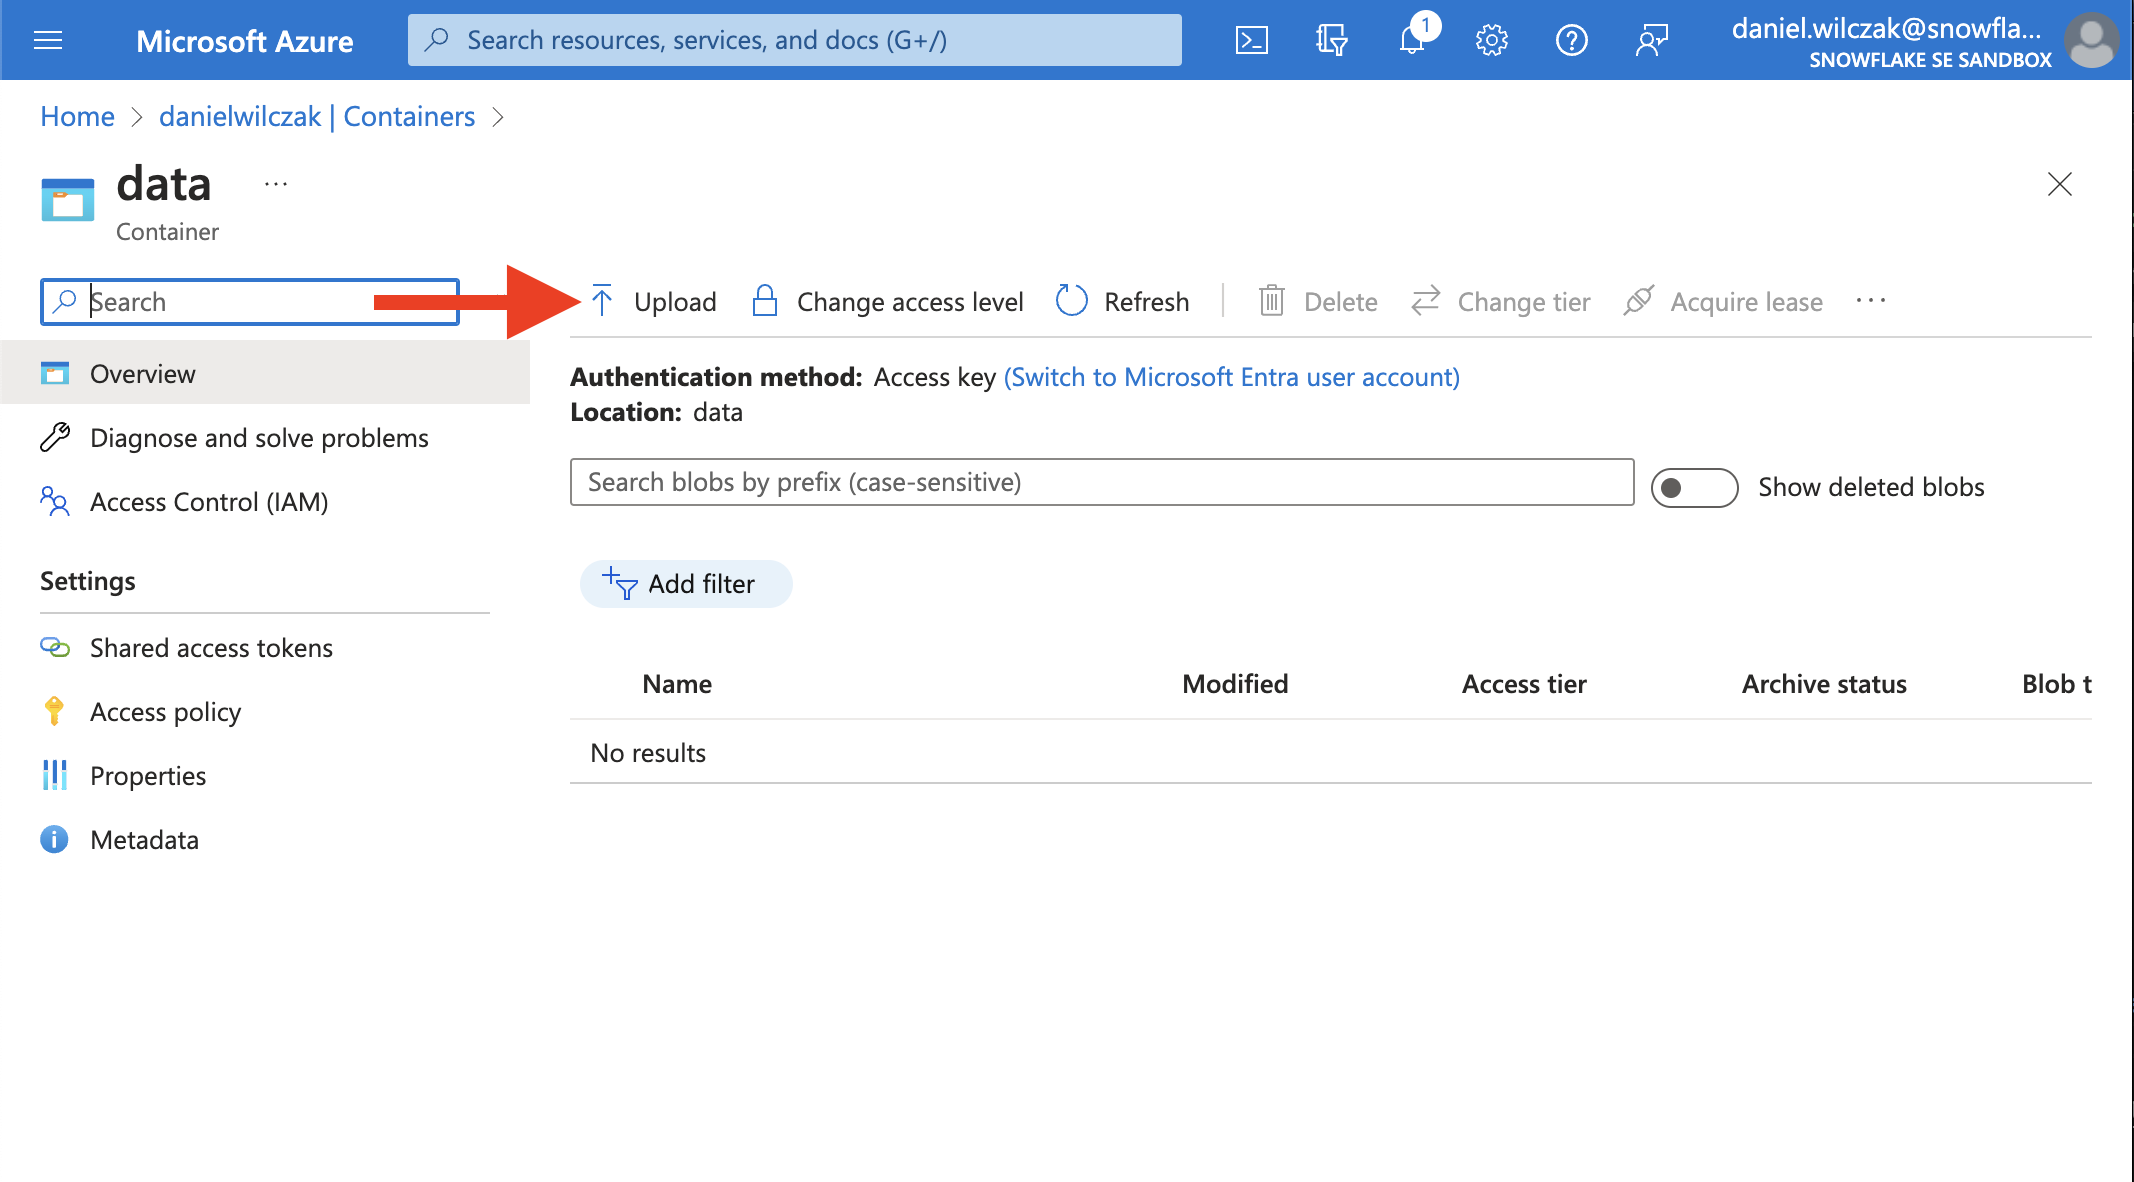 Microsoft Azure
Search resources, services, and docs (G+/)
1
daniel.wilczak@snowfla...
SNOWFLAKE SE SANDBOX
Home > danielwilczak | Containers >
data ...
Container
Search
Upload Change access level Refresh Delete Change tier Acquire lease ...
Overview
Diagnose and solve problems
Access Control (IAM)
Settings
Shared access tokens
Access policy
Properties
Metadata
Authentication method: Access key (Switch to Microsoft Entra user account)
Location: data
Search blobs by prefix (case-sensitive)
Show deleted blobs
Add filter
Name Modified Access tier Archive status Blob t
No results